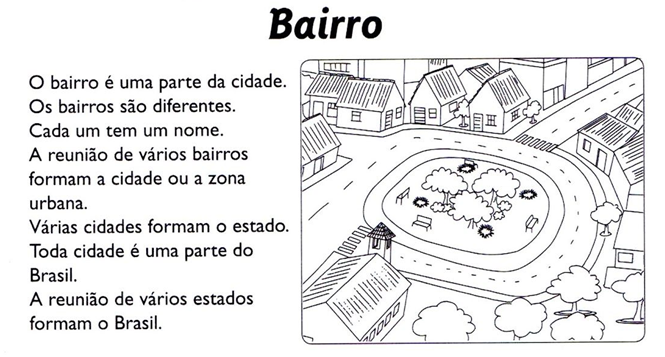 Bairro
O bairro é uma parte da cidade.
Os bairros são diferentes.
Cada um tem um nome.
A reunião de vários bairros
formam a cidade ou a zona
urbana.
Várias cidades formam o estado.
Toda cidade é uma parte do
Brasil.
A reunião de vários estados
formam o Brasil.